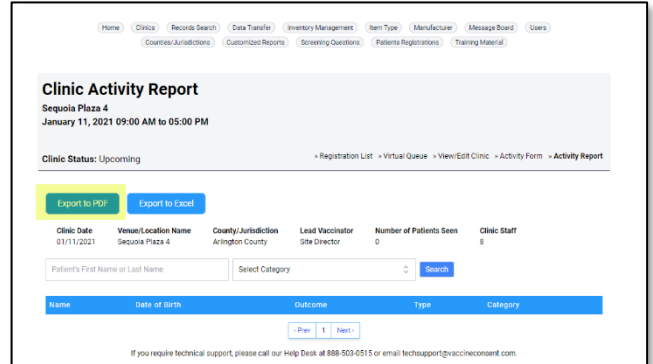 Home Clinics Records Search Data Transfer Inventory Management Item Type Manufacturer Message Board Users
Counties/Jurisdictions Customized Reports Screening Questions Patients Registrations Training Material
Clinic Activity Report
Sequoia Plaza 4
January 11, 2021 09:00 AM to 05:00 PM
Clinic Status: Upcoming » Registration List » Virtual Queue » View/Edit Clinic » Activity Form » Activity Report
Export to PDF Export to Excel
Clinic Date Venue/Location Name County/Jurisdiction Lead Vaccinator Number of Patients Seen Clinic Staff
01/11/2021 Sequoia Plaza 4 Arlington County Site Director 0 8
Patient's First Name or Last Name Select Category Search
Name Date of Birth Outcome Type Category
‹ Prev 1 Next ›
If you require technical support, please call our Help Desk at 888-503-0515 or email techsupport@vaccineconsent.com.